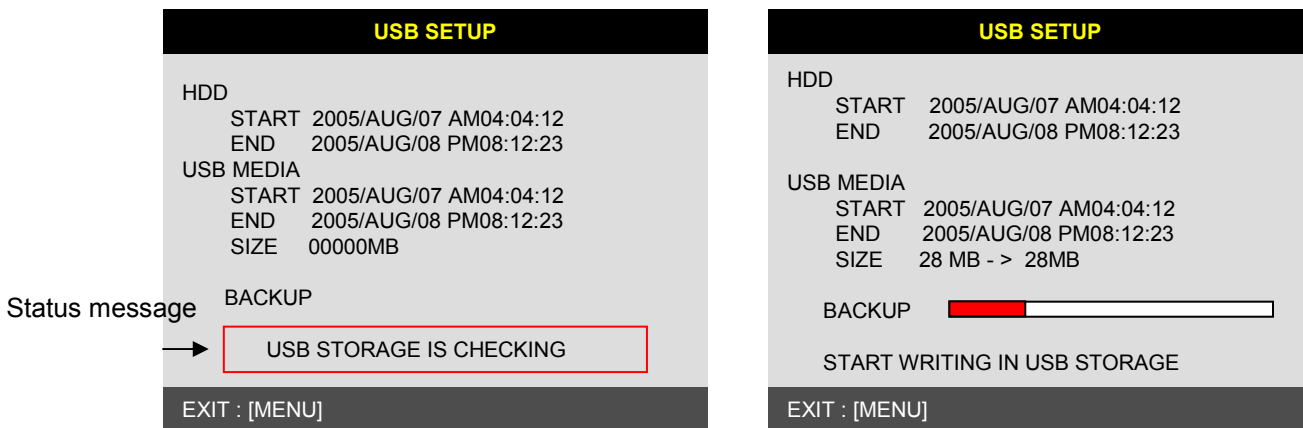 USB SETUP
HDD
START 2005/AUG/07 AM04:04:12
END 2005/AUG/08 PM08:12:23
USB MEDIA
START 2005/AUG/07 AM04:04:12
END 2005/AUG/08 PM08:12:23
SIZE 00000MB
BACKUP
Status message
USB STORAGE IS CHECKING
EXIT : [MENU]
USB SETUP
HDD
START 2005/AUG/07 AM04:04:12
END 2005/AUG/08 PM08:12:23
USB MEDIA
START 2005/AUG/07 AM04:04:12
END 2005/AUG/08 PM08:12:23
SIZE 28 MB - > 28MB
BACKUP
START WRITING IN USB STORAGE
EXIT : [MENU]